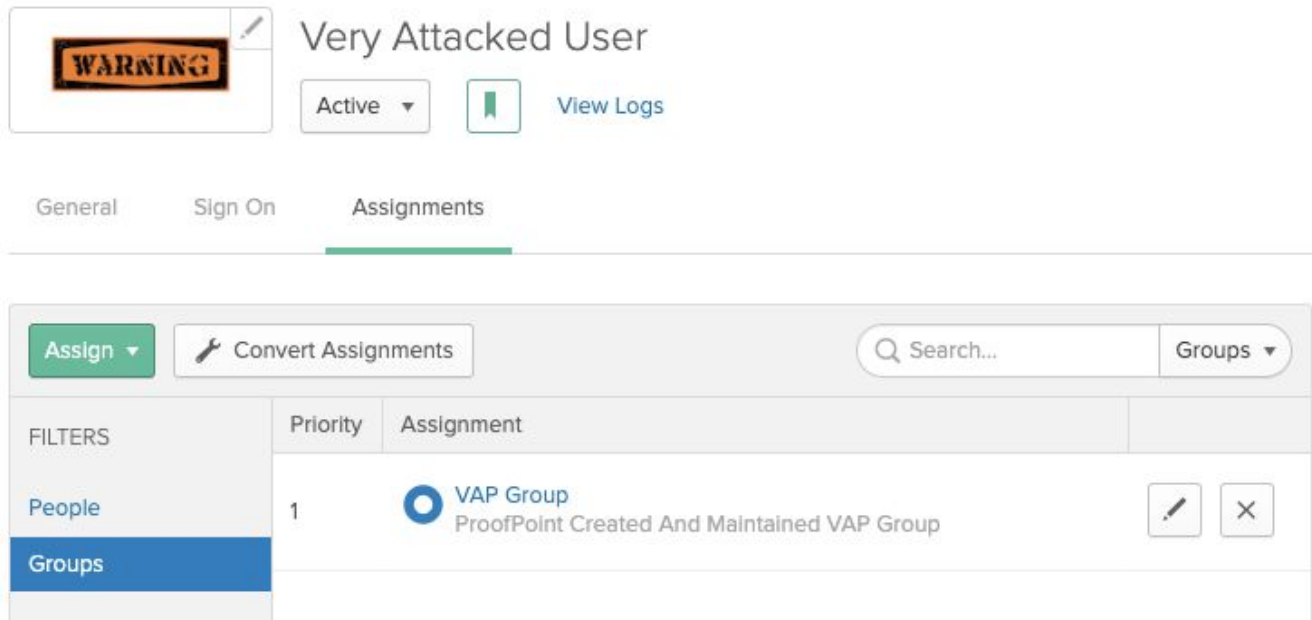 WARNING
Very Attacked User
Active
View Logs
General Sign On Assignments
Assign Convert Assignments Search... Groups
FILTERS Priority Assignment
People
Groups
1 VAP Group
ProofPoint Created And Maintained VAP Group